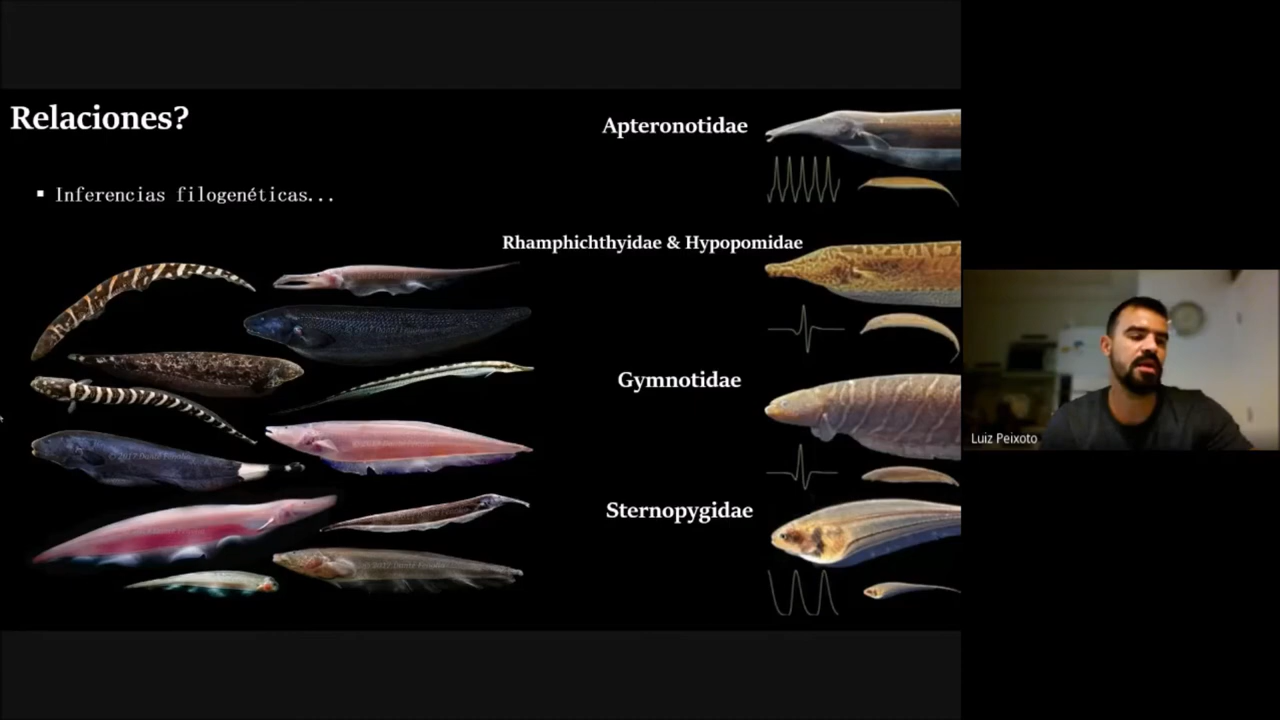 Relaciones?
▪ Inferencias filogenéticas...
Apteronotidae
Rhamphichthyidae & Hypopomidae
Gymnotidae
Sternopygidae
Luiz Peixoto